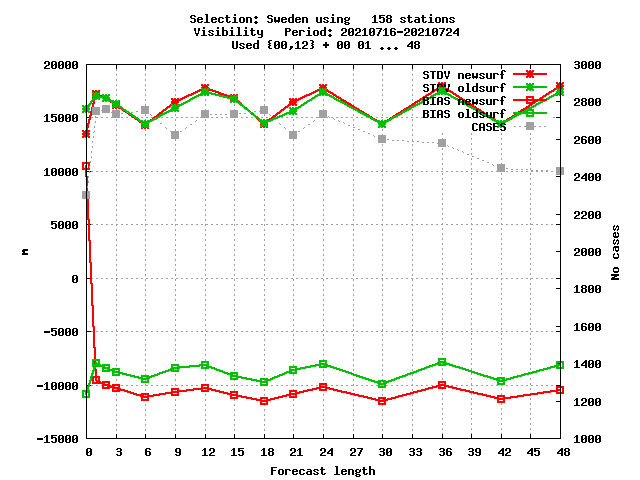 Selection: Sweden using   158 stations
Visibility   Period: 20210716-20210724
Used {00,12} + 00 01 ... 48
20000
15000
10000
5000
0
-5000
-10000
-15000
m
STDV newsurf
STDV oldsurf
BIAS newsurf
BIAS oldsurf
CASES
3000
2800
2600
2400
2200
2000
1800
1600
1400
1200
1000
No cases
0 3 6 9 12 15 18 21 24 27 30 33 36 39 42 45 48
Forecast length